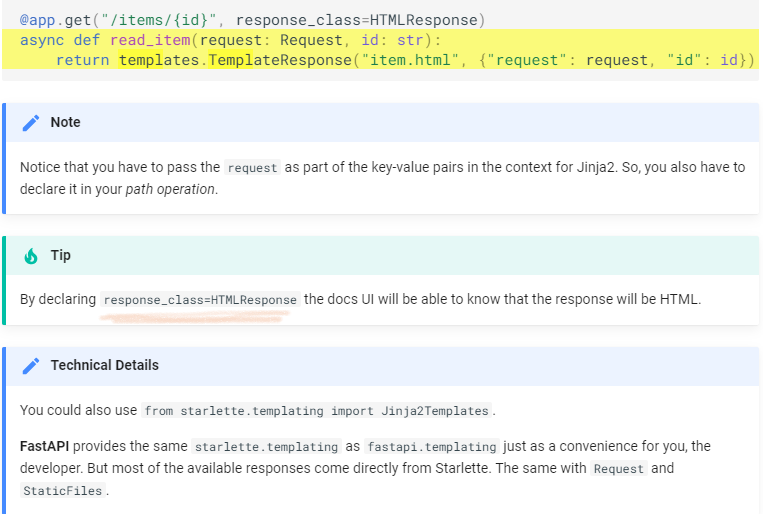 @app.get("/items/{id}", response_class=HTMLResponse)
async def read_item(request: Request, id: str):
    return templates.TemplateResponse("item.html", {"request": request, "id": id})
Note
Notice that you have to pass the request as part of the key-value pairs in the context for Jinja2. So, you also have to
declare it in your path operation.
Tip
By declaring response_class=HTMLResponse the docs UI will be able to know that the response will be HTML.
Technical Details
You could also use from starlette.templating import Jinja2Templates.
FastAPI provides the same starlette.templating as fastapi.templating just as a convenience for you, the
developer. But most of the available responses come directly from Starlette. The same with Request and
StaticFiles.